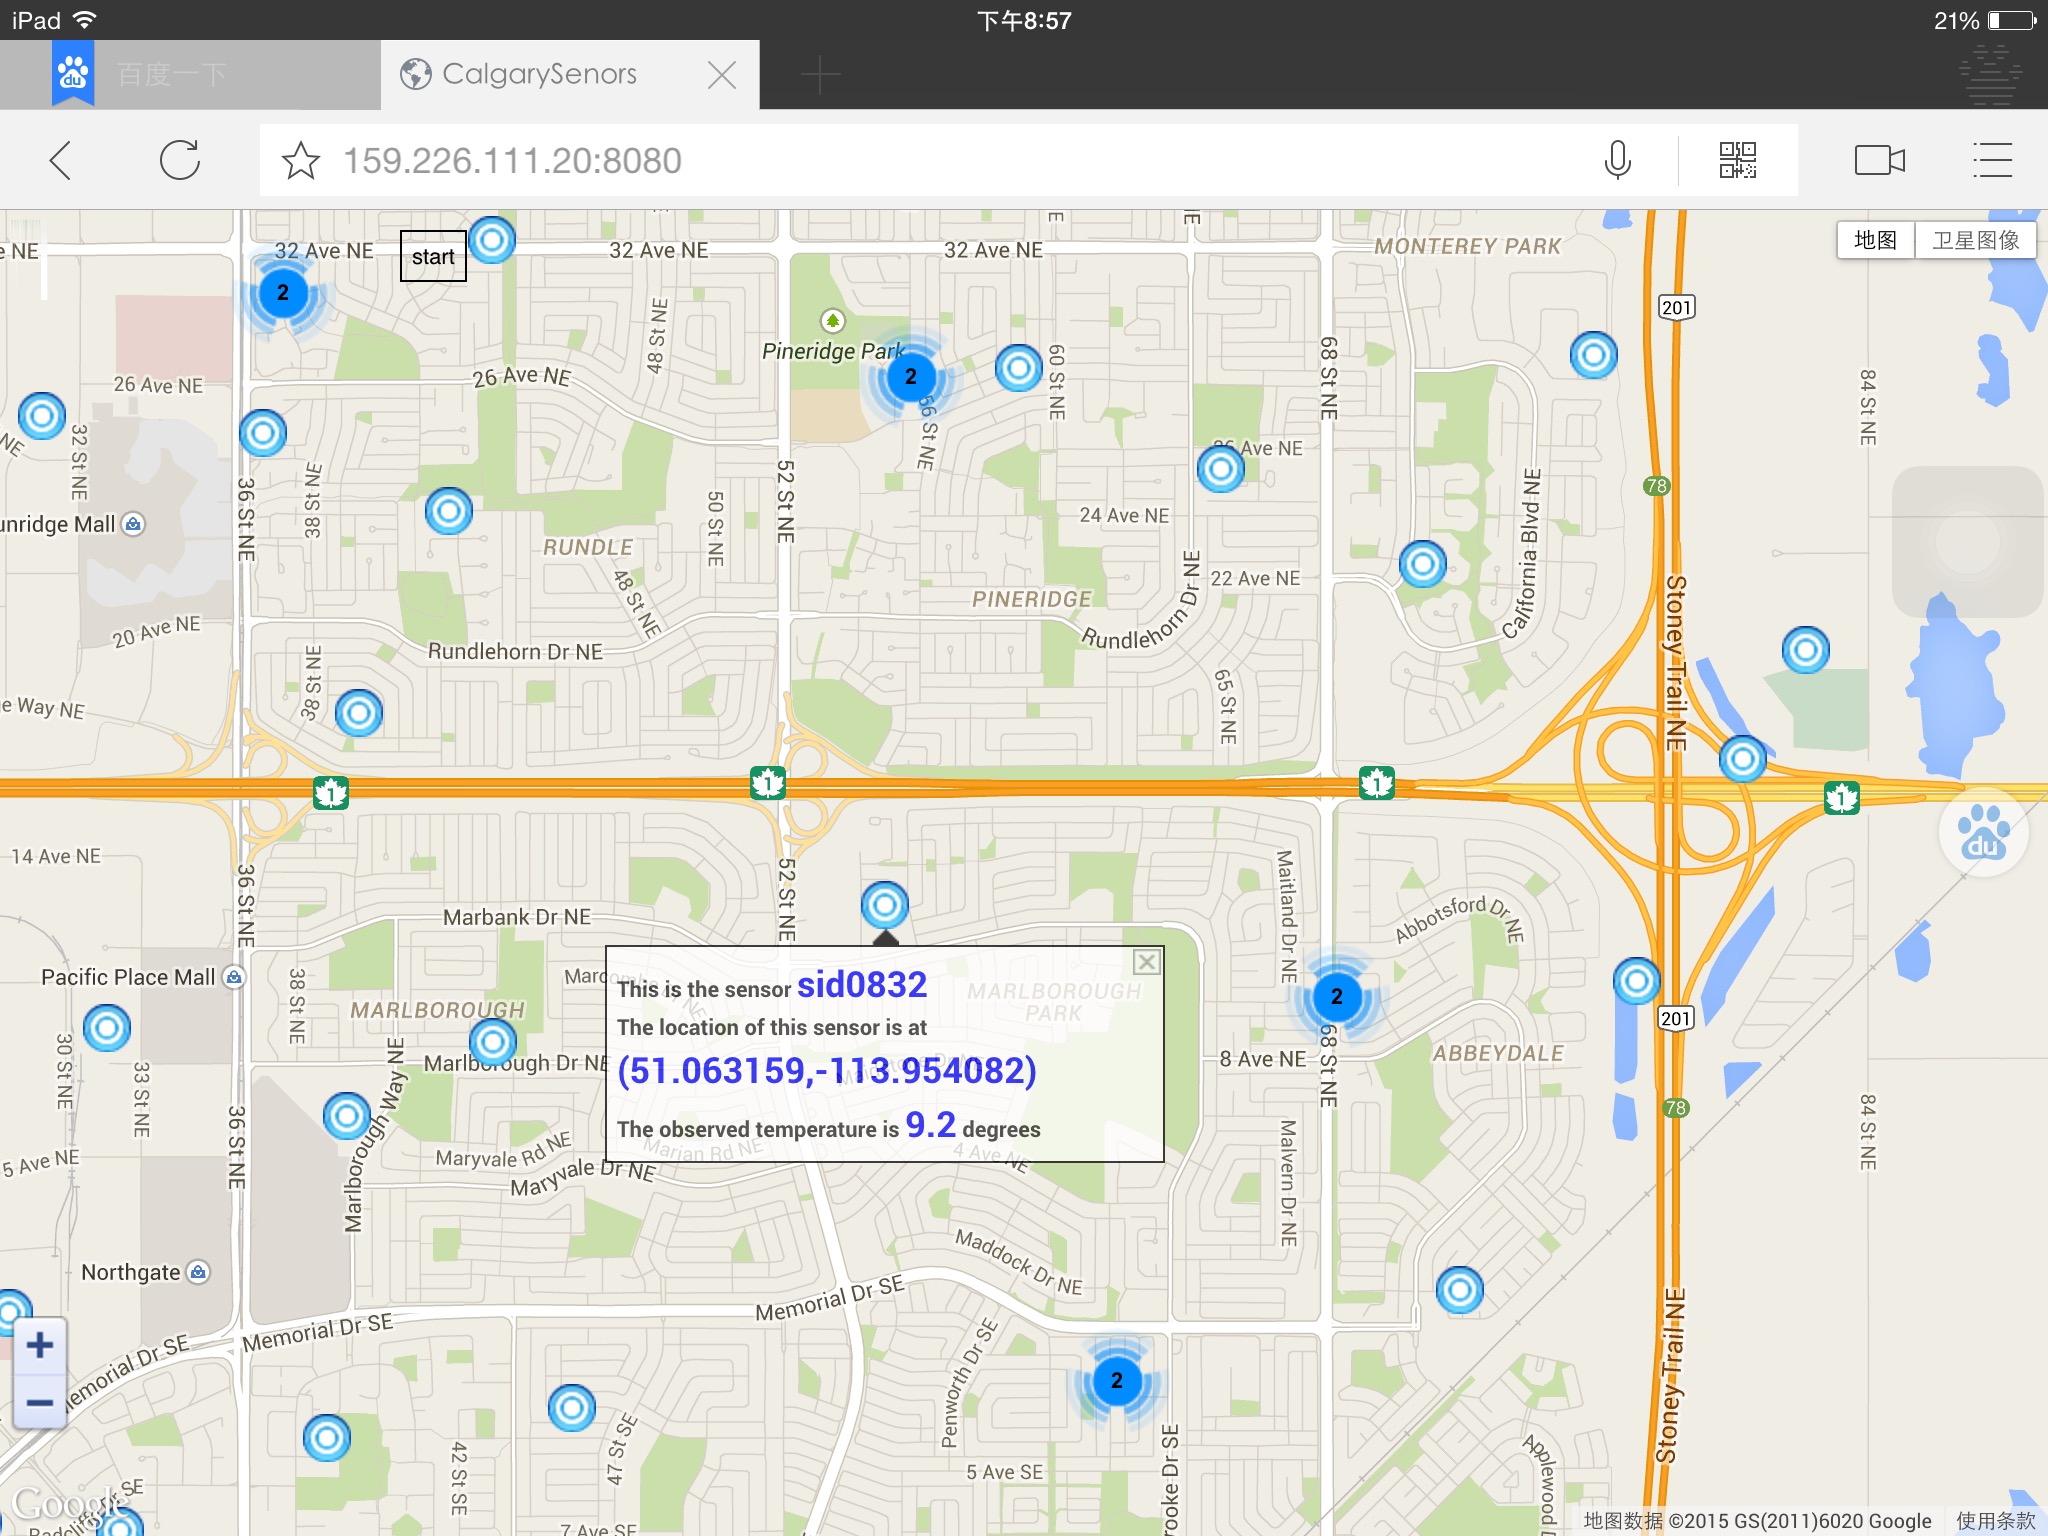 iPad
下午8:57
21%
du 百度一下
CalgarySenors
159.226.111.20:8080
地图
卫星图像
32 Ave NE
start
32 Ave NE
32 Ave NE
MONTEREY PARK
201
2
Pineridge Park
2
48 St NE
60 St NE
68 St NE
84 St NE
26 Ave NE
26 Ave NE
56 St NE
Ave NE
32 St NE
36 St NE
38 St NE
50 St NE
52 St NE
California Blvd NE
78
24 Ave NE
unridge Mall
RUNDLE
48 St NE
22 Ave NE
PINERIDGE
Rundlehorn Dr NE
20 Ave NE
Rundlehorn Dr NE
38 St NE
65 St NE
Stoney Trail NE
e Way NE
1
1
1
1
du
14 Ave NE
36 St NE
52 St NE
Maitland Dr NE
Marbank Dr NE
Abbotsford Dr NE
Pacific Place Mall
38 St NE
MARLBOROUGH
MARLBOROUGH
PARK
This is the sensor sid0832
The location of this sensor is at
(51.063159,-113.954082)
The observed temperature is 9.2 degrees
2
68 St NE
201
30 St NE
33 St NE
Marlborough Dr NE
8 Ave NE
ABBEYDALE
36 St NE
Marlborough Way NE
78
84 St NE
Malvern Dr NE
5 Ave NE
Maryvale Rd NE
Marian Rd NE
4 Ave NE
Maryvale Dr NE
Maddock Dr NE
Northgate
Memorial Dr SE
Memorial Dr SE
emorial Dr SE
+
−
Penworth Dr SE
Stoney Trail NE
2
47 St SE
42 St SE
5 Ave SE
rooke Dr SE
Applewood
7 Ave SE
Google
地图数据 ©2015 GS(2011)6020 Google
使用条款